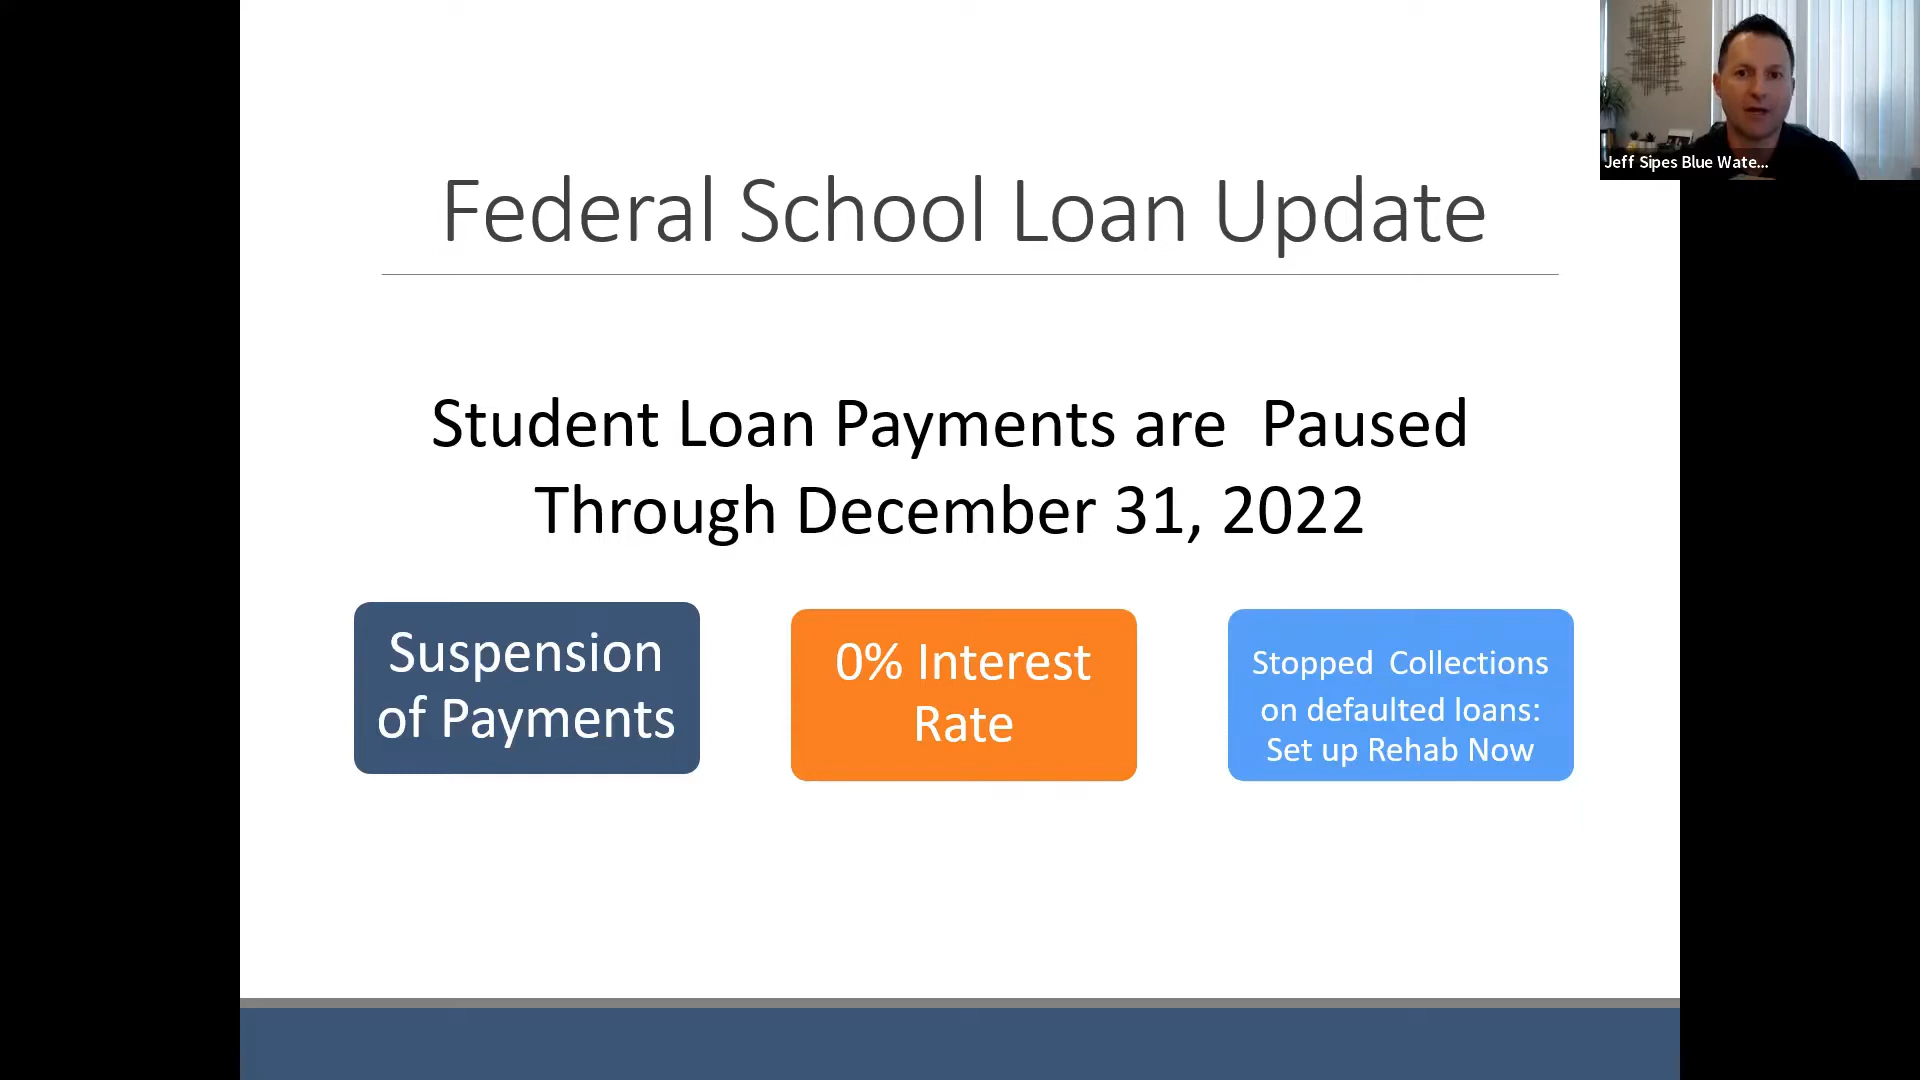 Federal School Loan Update
Student Loan Payments are  Paused
Through December 31, 2022
Suspension
of Payments
0% Interest
Rate
Stopped  Collections
on defaulted loans:
Set up Rehab Now
Jeff Sipes Blue Wate...